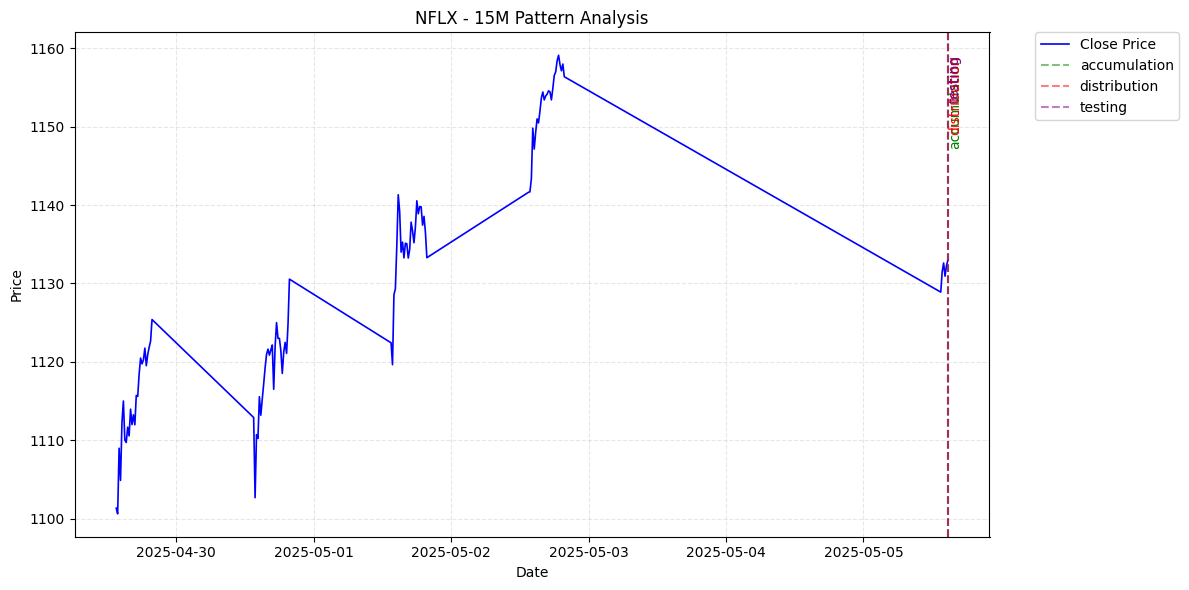 NFLX - 15M Pattern Analysis
Price
1160
1150
1140
1130
1120
1110
1100
2025-04-30
2025-05-01
2025-05-02
2025-05-03
2025-05-04
2025-05-05
Date
Close Price
accumulation
distribution
testing
testing